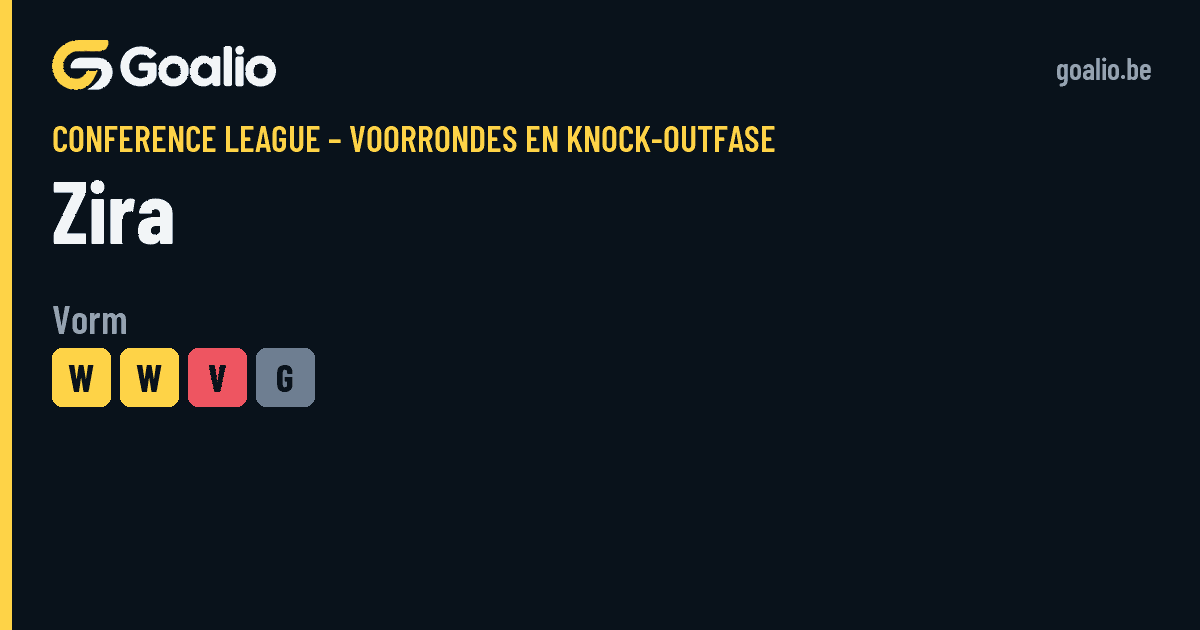 Goalio
goalio.be
CONFERENCE LEAGUE – VOORRONDES EN KNOCK-OUTFASE
Zira
Vorm
W W V G